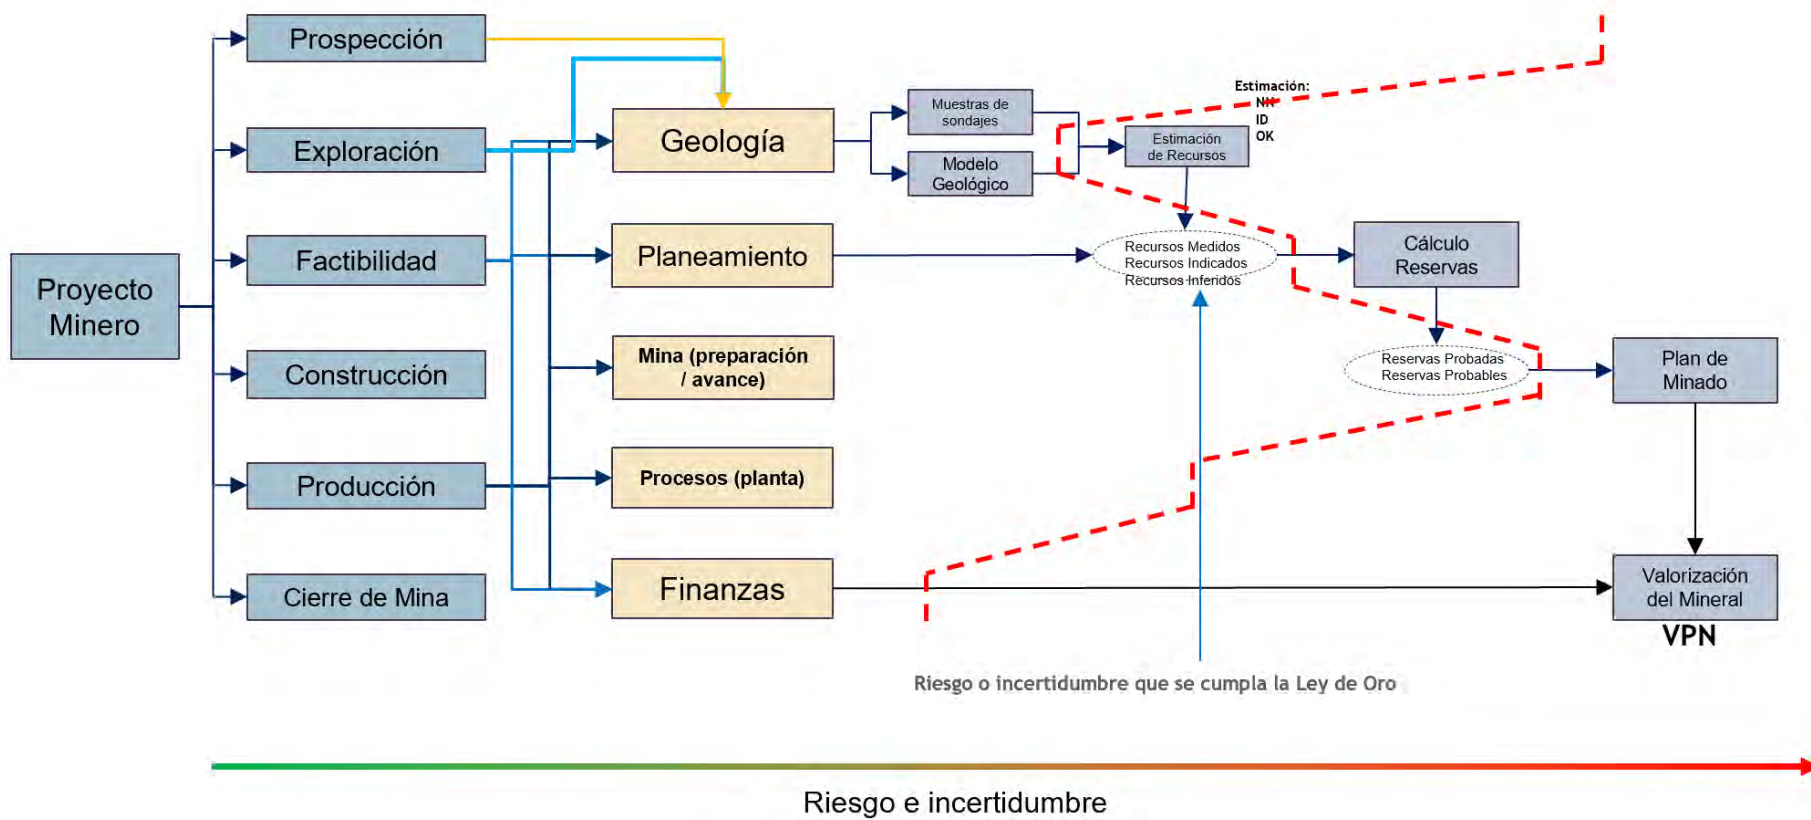 Proyecto
Minero
Prospección
Exploración
Factibilidad
Construcción
Producción
Cierre de Mina
Geología
Planeamiento
Mina (preparación
/ avance)
Procesos (planta)
Finanzas
Muestras de
sondajes
Modelo
Geológico
Estimación:
NN
ID
OK
Estimación
de Recursos
Recursos Medidos
Recursos Indicados
Recursos Inferidos
Cálculo
Reservas
Reservas Probadas
Reservas Probables
Plan de
Minado
Valorización
del Mineral
VPN
Riesgo o incertidumbre que se cumpla la Ley de Oro
Riesgo e incertidumbre